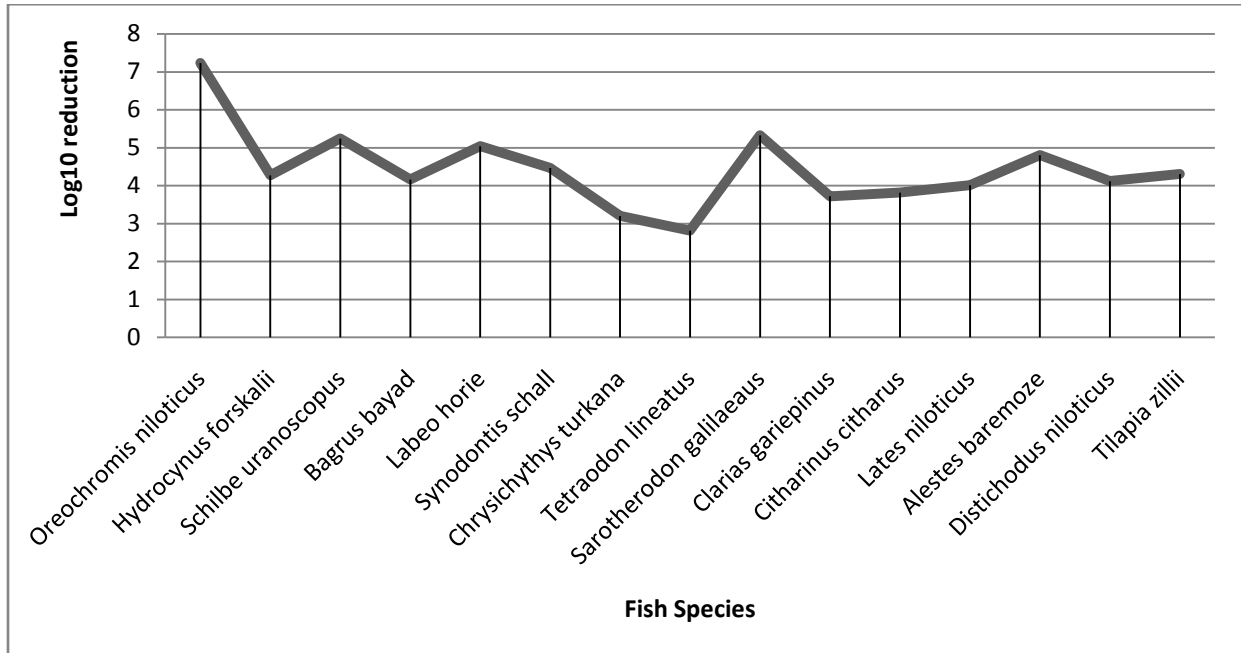 Log10 reduction
8
7
6
5
4
3
2
1
0
Oreochromis niloticus
Hydrocynus forskalii
Schilbe uranoscopus
Bagrus bayad
Labeo horie
Synodontis schall
Chrysichythys turkana
Tetraodon lineatus
Sarotherodon galilaeaus
Clarias gariepinus
Citharinus citharus
Lates niloticus
Alestes baremoze
Distichodus niloticus
Tilapia zillii
Fish Species